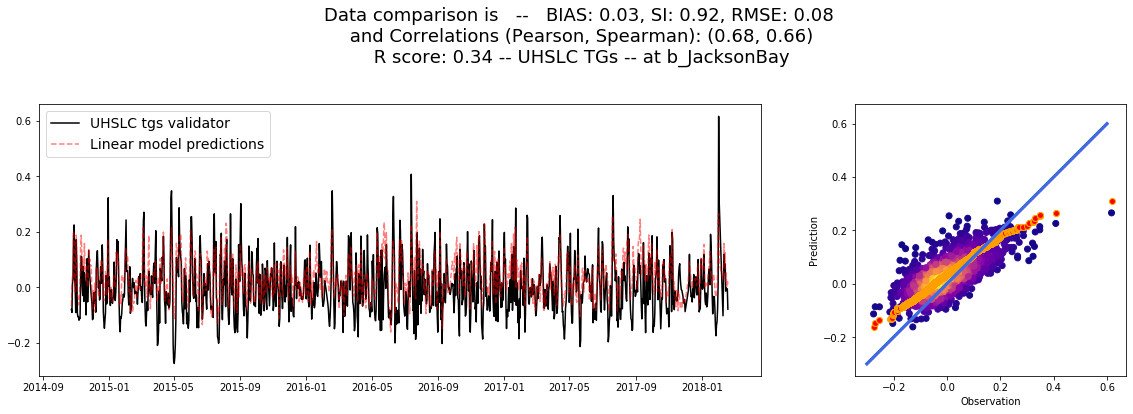 Data comparison is   --   BIAS: 0.03, SI: 0.92, RMSE: 0.08
and Correlations (Pearson, Spearman): (0.68, 0.66)
R score: 0.34 -- UHSLC TGs -- at b_JacksonBay
UHSLC tgs validator
Linear model predictions
0.6
0.4
0.2
0.0
−0.2
2014-09 2015-01 2015-05 2015-09 2016-01 2016-05 2016-09 2017-01 2017-05 2017-09 2018-01
Prediction
0.6
0.4
0.2
0.0
−0.2
−0.2 0.0 0.2 0.4 0.6
Observation